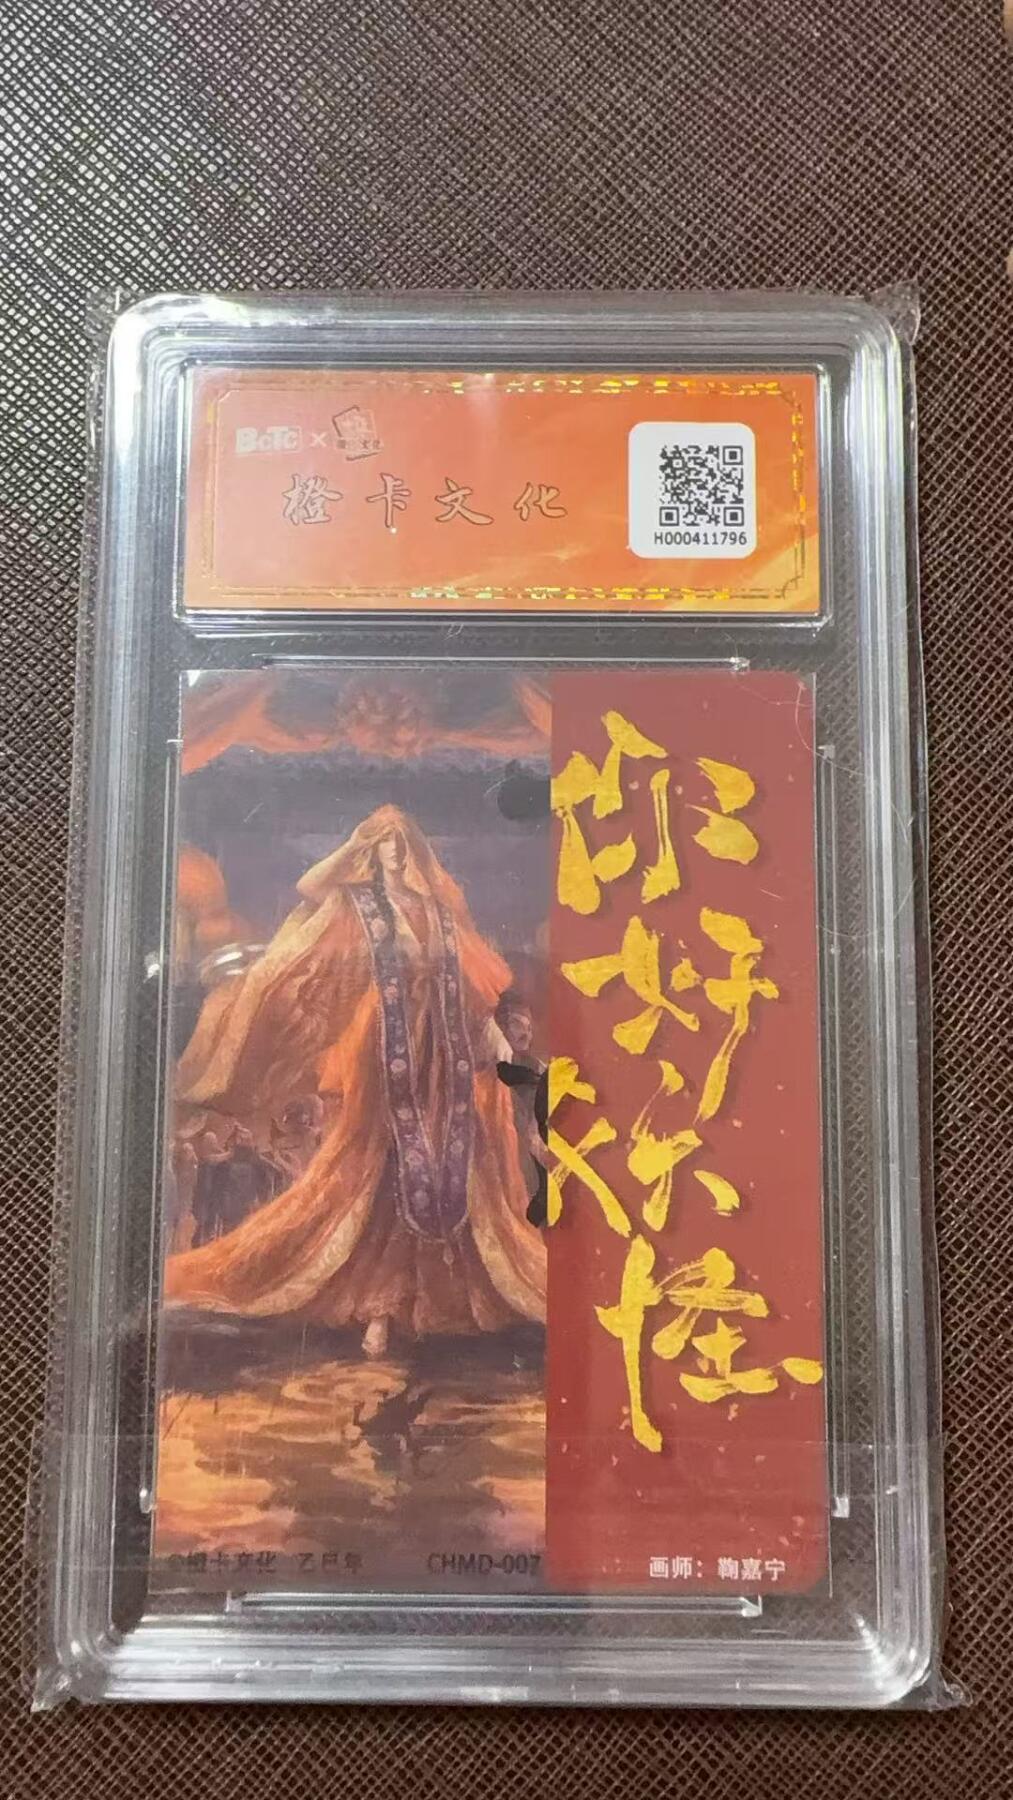 BCTC ×
橙卡文化
H000411796
你好妖怪
©橙卡文化 乙巳年 CHMD-007 画师：鞠嘉宁